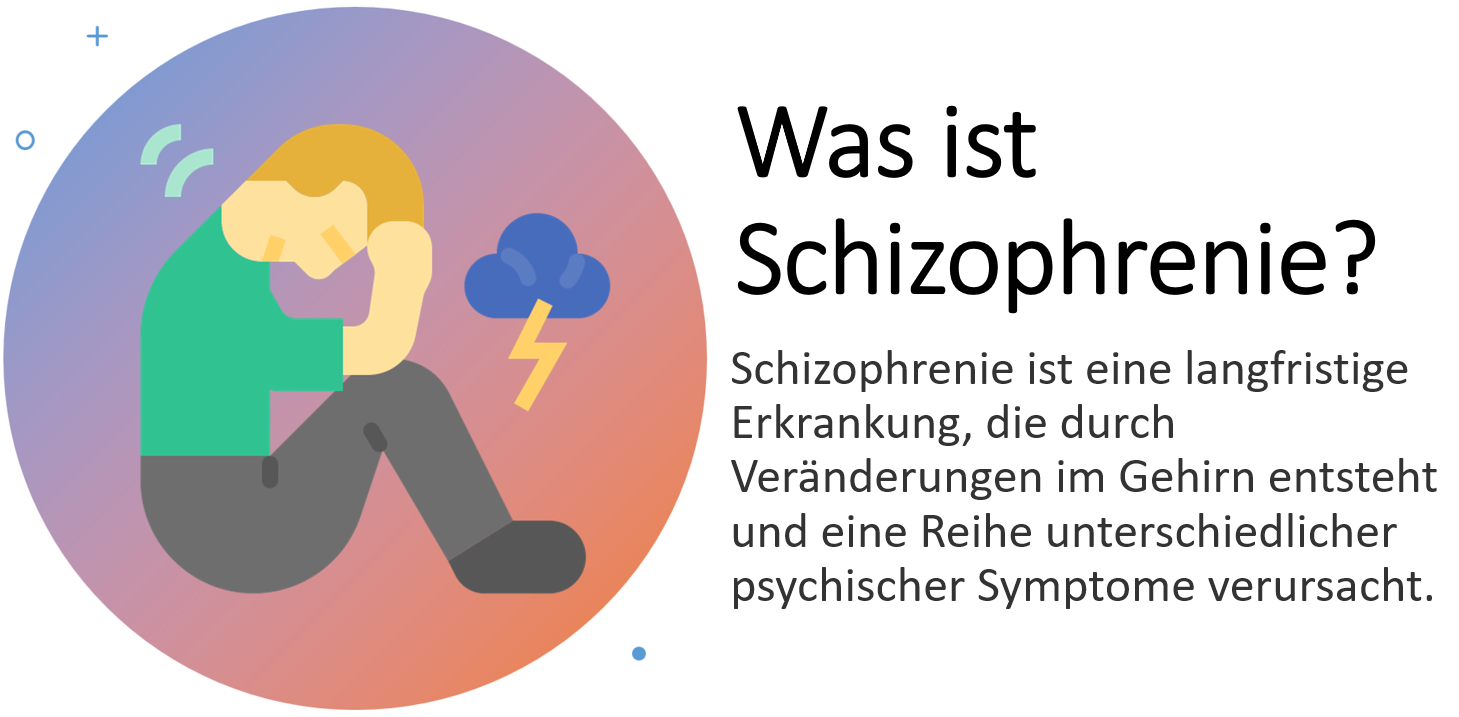 Was ist
Schizophrenie?
Schizophrenie ist eine langfristige
Erkrankung, die durch
Veränderungen im Gehirn entsteht
und eine Reihe unterschiedlicher
psychischer Symptome verursacht.